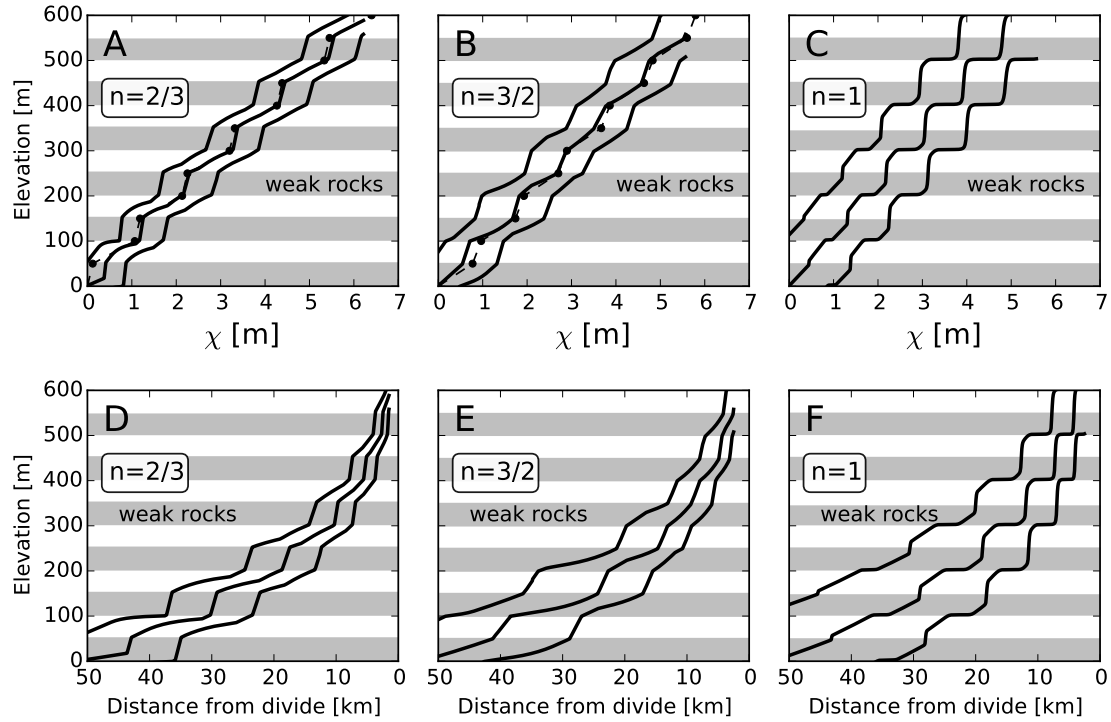 A
B
C
n=2/3
n=3/2
n=1
weak rocks
weak rocks
weak rocks
Elevation [m]
600
500
400
300
200
100
0
0 1 2 3 4 5 6 7
0 1 2 3 4 5 6 7
0 1 2 3 4 5 6 7
χ [m]
χ [m]
χ [m]
D
E
F
n=2/3
n=3/2
n=1
weak rocks
weak rocks
weak rocks
Elevation [m]
600
500
400
300
200
100
0
50 40 30 20 10 0
50 40 30 20 10 0
50 40 30 20 10 0
Distance from divide [km]
Distance from divide [km]
Distance from divide [km]